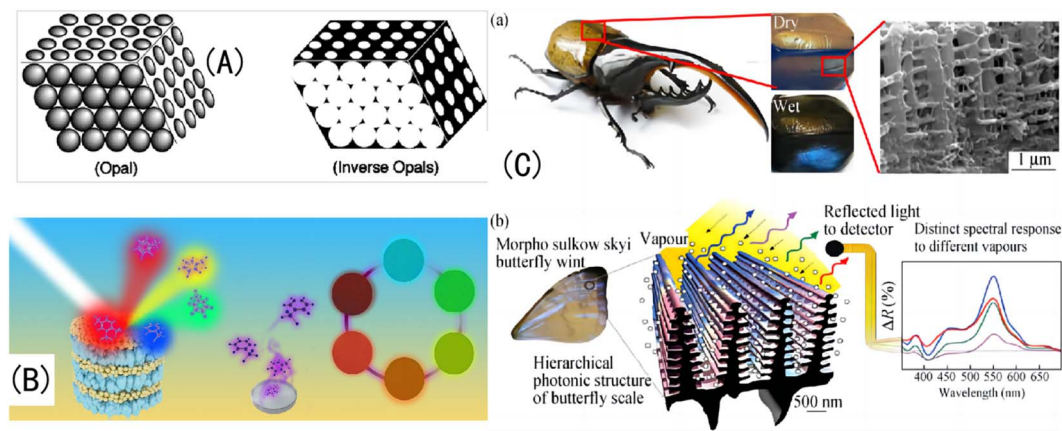 (A)
(Opal)
(Inverse Opals)
(B)
(a)
(C)
Dry
Wet
1 μm
(b)
Morpho sulkow skyi
butterfly wint
Hierarchical
photonic structure
of butterfly scale
Vapour
500 nm
Reflected light
to detector
Distinct spectral response
to different vapours
ΔR (%)
400 450 500 550 600 650
Wavelength (nm)